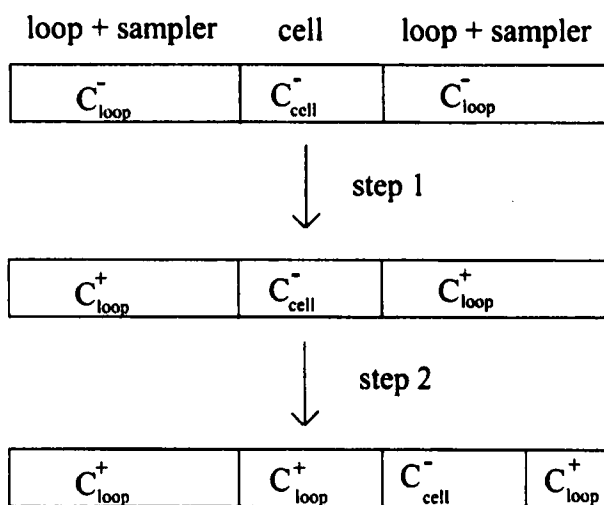 loop + sampler cell loop + sampler
C⁻loop C⁻cell C⁻loop
step 1
C⁺loop C⁻cell C⁺loop
step 2
C⁺loop C⁺loop C⁻cell C⁺loop